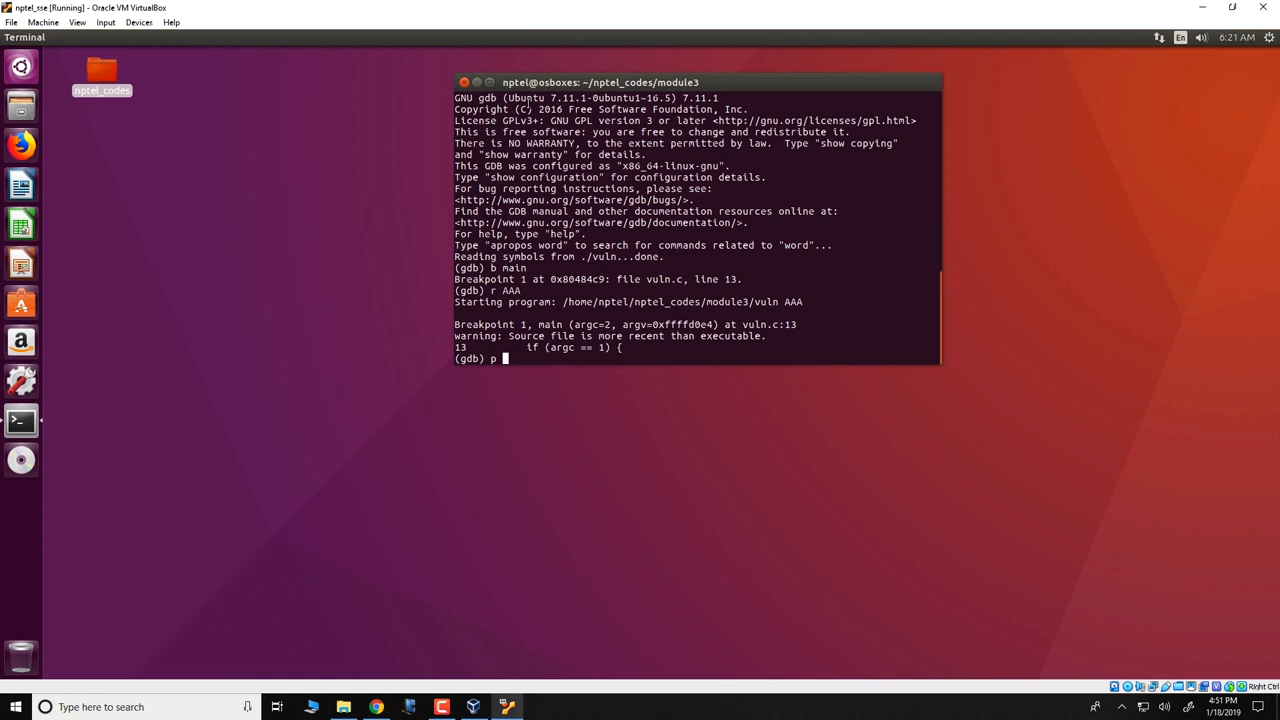 nptel_sse [Running] - Oracle VM VirtualBox
File Machine View Input Devices Help
Terminal
En
6:21 AM
nptel_codes
nptel@osboxes: ~/nptel_codes/module3
GNU gdb (Ubuntu 7.11.1-0ubuntu1~16.5) 7.11.1
Copyright (C) 2016 Free Software Foundation, Inc.
License GPLv3+: GNU GPL version 3 or later <http://gnu.org/licenses/gpl.html>
This is free software: you are free to change and redistribute it.
There is NO WARRANTY, to the extent permitted by law.  Type "show copying"
and "show warranty" for details.
This GDB was configured as "x86_64-linux-gnu".
Type "show configuration" for configuration details.
For bug reporting instructions, please see:
<http://www.gnu.org/software/gdb/bugs/>.
Find the GDB manual and other documentation resources online at:
<http://www.gnu.org/software/gdb/documentation/>.
For help, type "help".
Type "apropos word" to search for commands related to "word"...
Reading symbols from ./vuln...done.
(gdb) b main
Breakpoint 1 at 0x80484c9: file vuln.c, line 13.
(gdb) r AAA
Starting program: /home/nptel/nptel_codes/module3/vuln AAA
Breakpoint 1, main (argc=2, argv=0xffffd0e4) at vuln.c:13
warning: Source file is more recent than executable.
13 if (argc == 1) {
(gdb) p
Right Ctrl
Type here to search
4:51 PM
1/18/2019